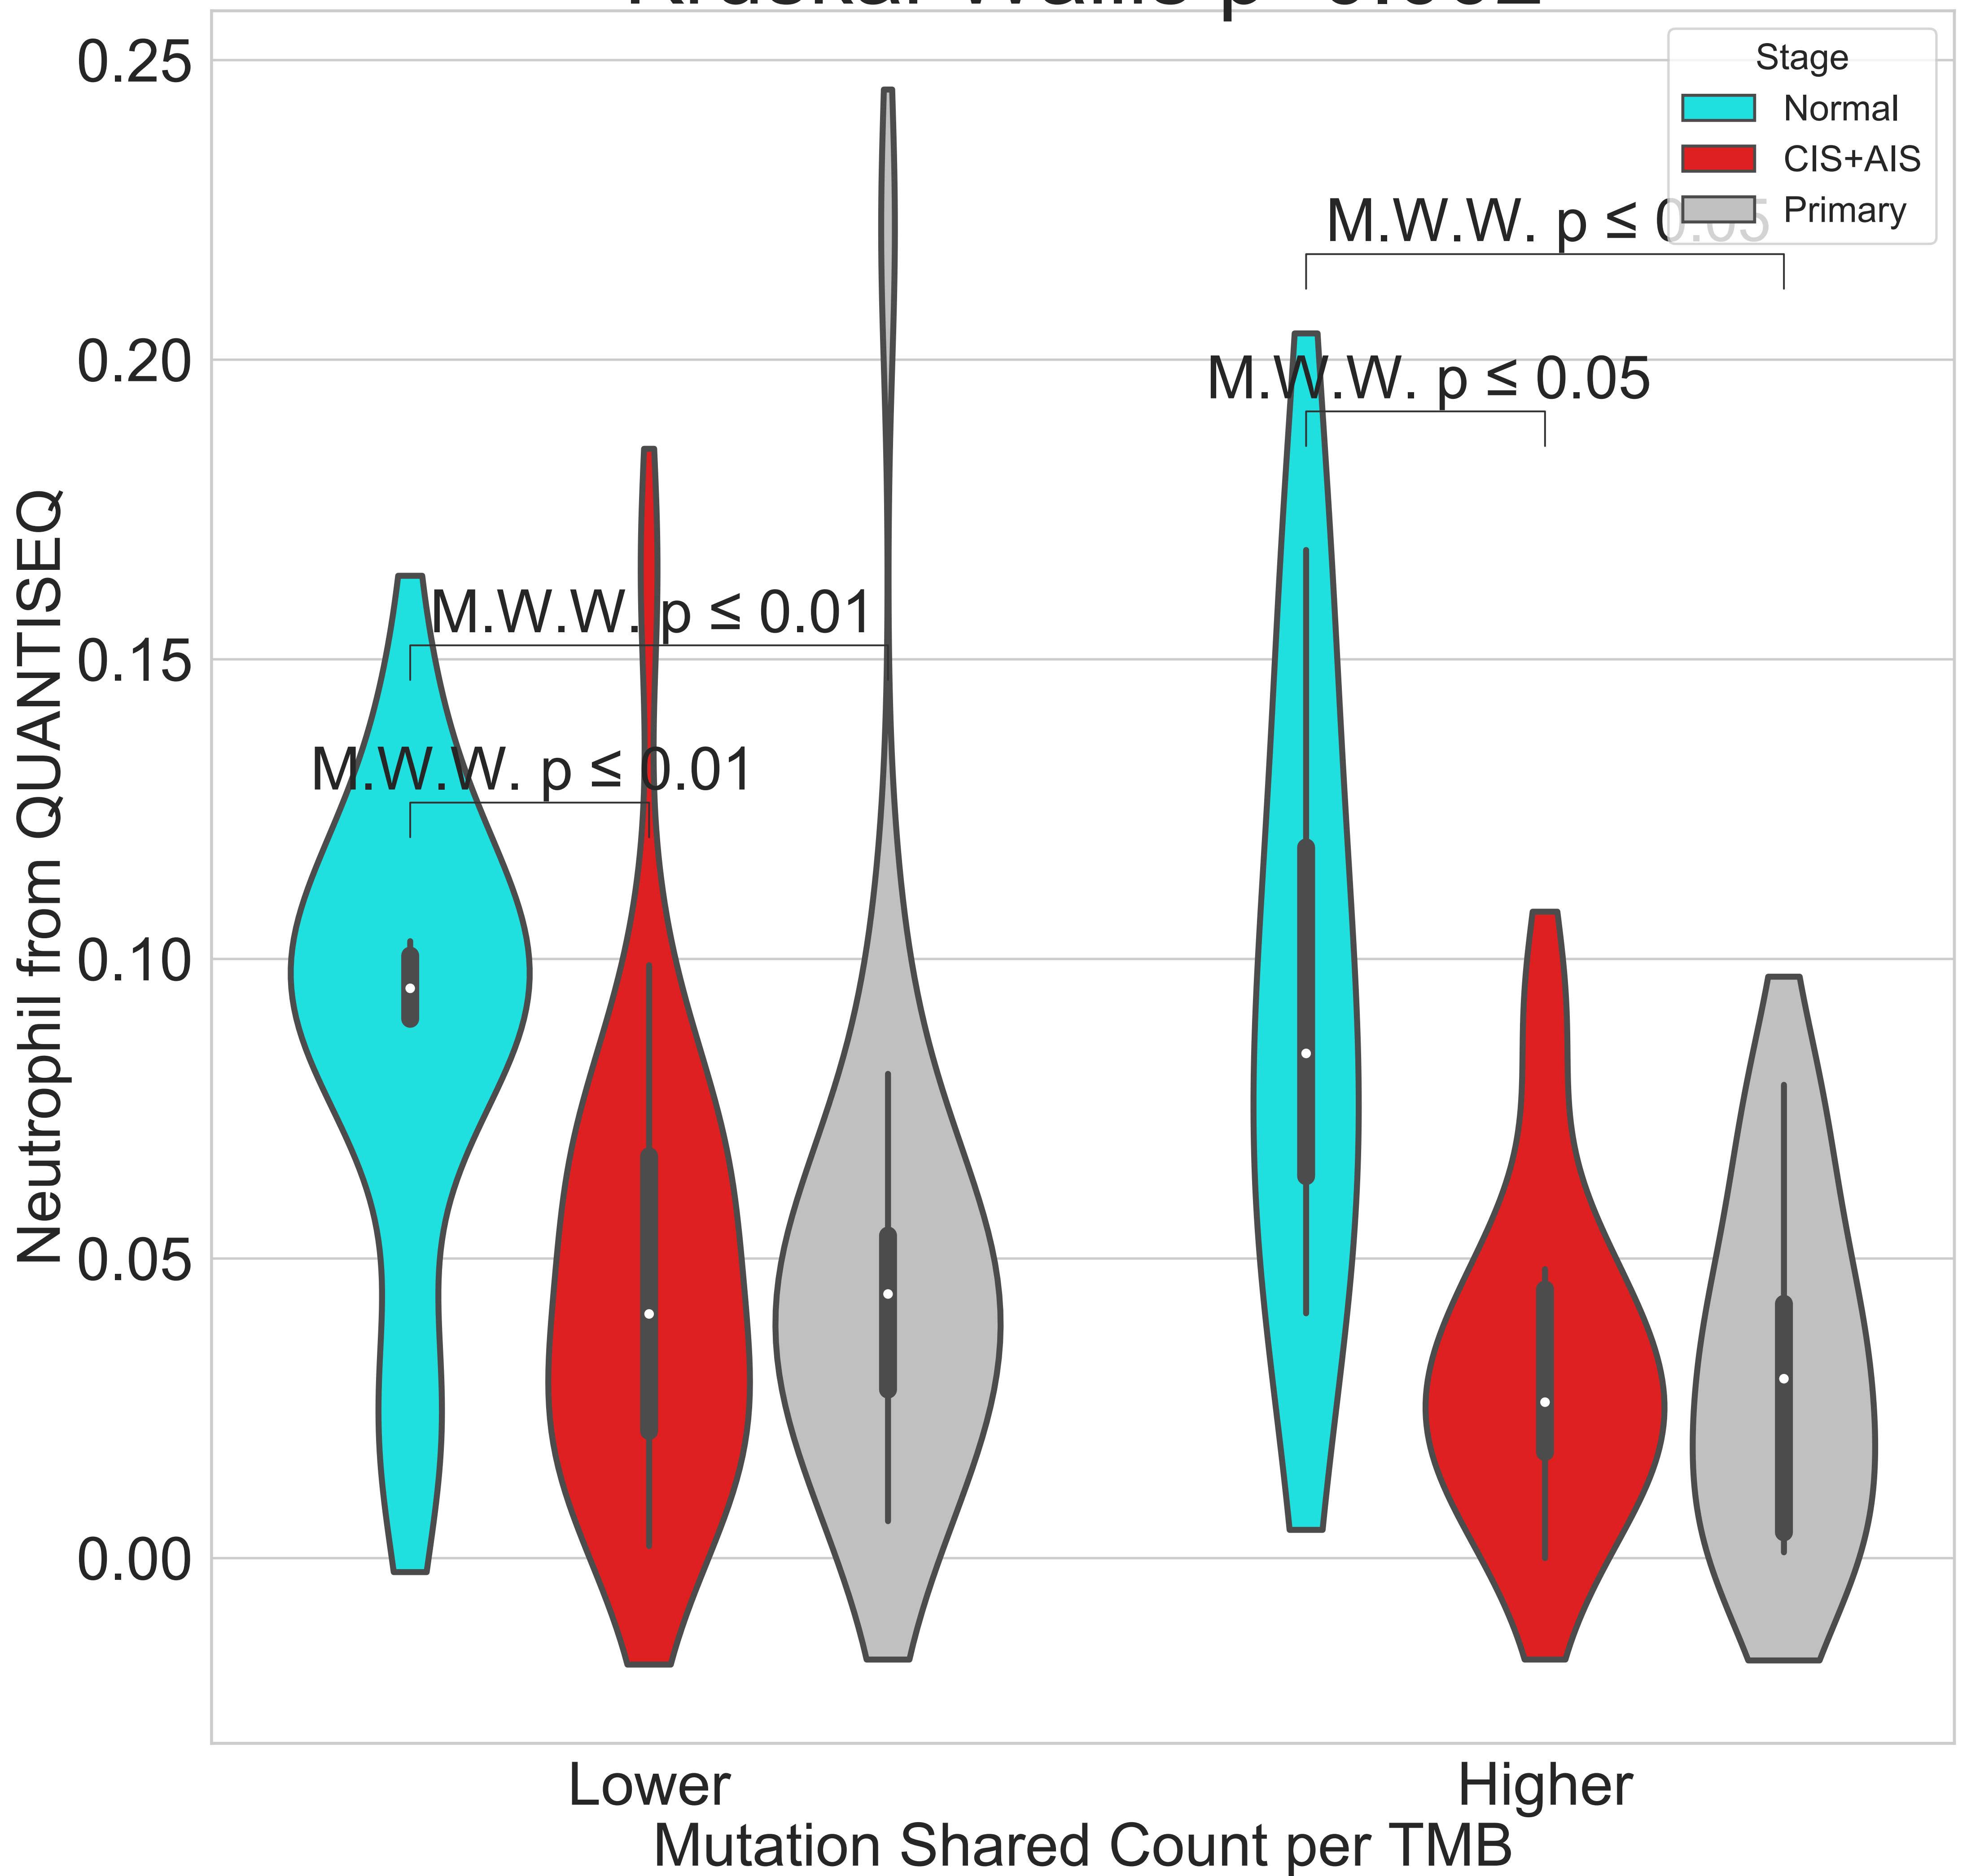 0.25
0.20
0.15
0.10
0.05
0.00
Neutrophil from QUANTISEQ
Stage
Normal
CIS+AIS
Primary
M.W.W. p ≤ 0.05
M.W.W. p ≤ 0.05
M.W.W. p ≤ 0.01
M.W.W. p ≤ 0.01
Lower
Higher
Mutation Shared Count per TMB